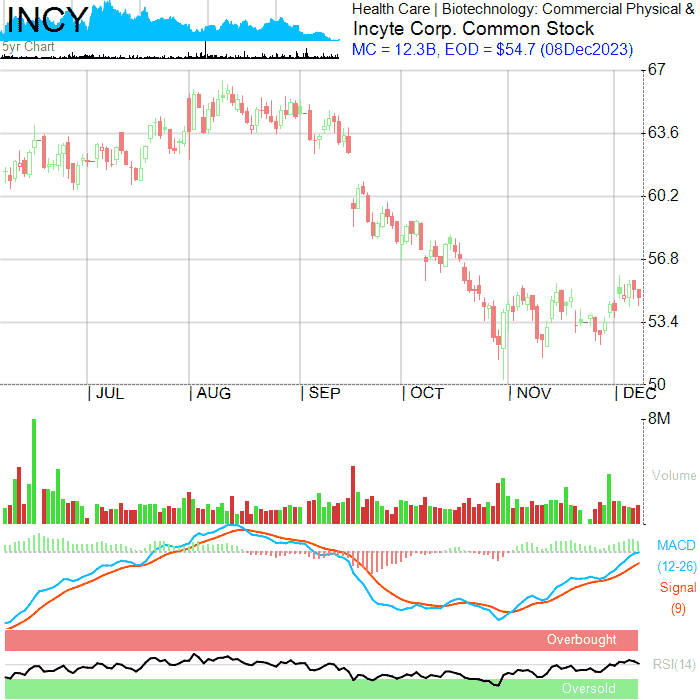 INCY
5yr Chart
Health Care | Biotechnology: Commercial Physical &
Incyte Corp. Common Stock
MC = 12.3B, EOD = $54.7 (08Dec2023)
67
63.6
60.2
56.8
53.4
50
| JUL | AUG | SEP | OCT | NOV | DEC
8M
Volume
MACD
(12-26)
Signal
(9)
Overbought
RSI(14)
Oversold